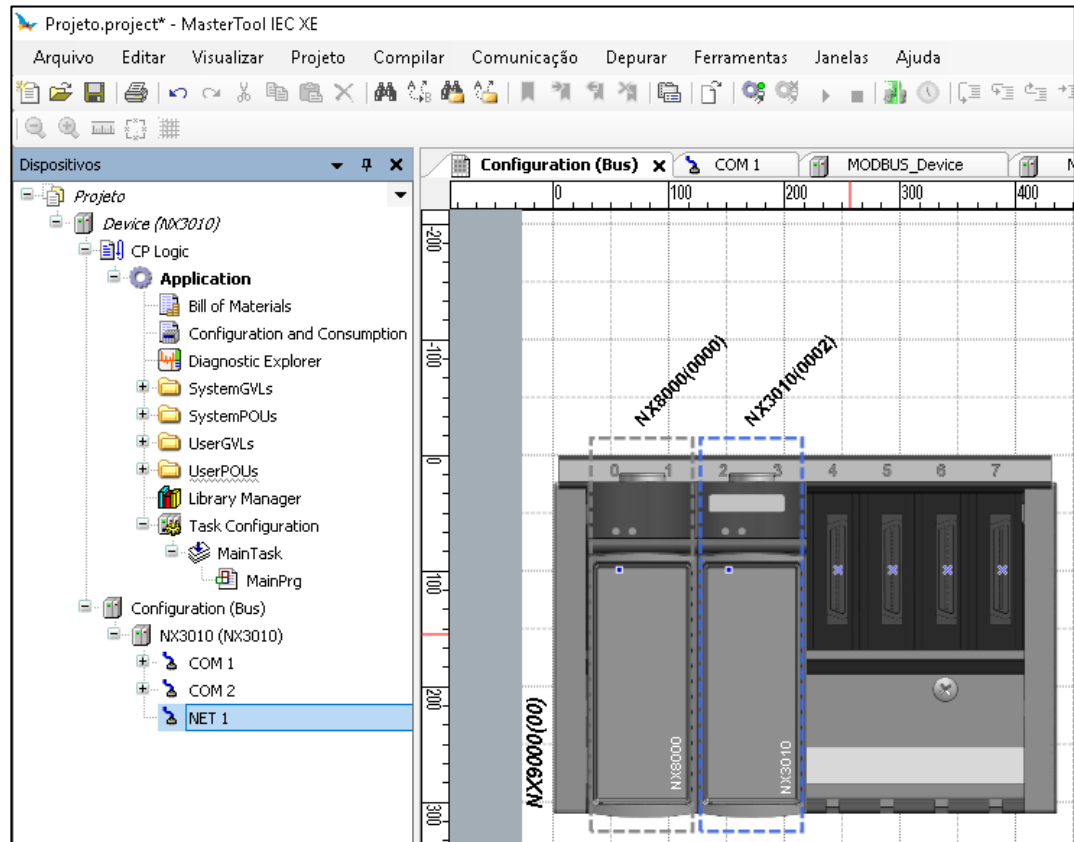 Projeto.project* - MasterTool IEC XE
Arquivo Editar Visualizar Projeto Compilar Comunicação Depurar Ferramentas Janelas Ajuda
Dispositivos
Configuration (Bus)
COM 1
MODBUS_Device
M
Projeto
Device (NX3010)
CP Logic
Application
Bill of Materials
Configuration and Consumption
Diagnostic Explorer
SystemGVLs
SystemPOUs
UserGVLs
UserPOUs
Library Manager
Task Configuration
MainTask
MainPrg
Configuration (Bus)
NX3010 (NX3010)
COM 1
COM 2
NET 1
0 100 200 300 400
-200
-100
0
100
200
300
NX8000(0000)
NX3010(0002)
0 1 2 3 4 5 6 7
NX8000
NX3010
NX9000(00)